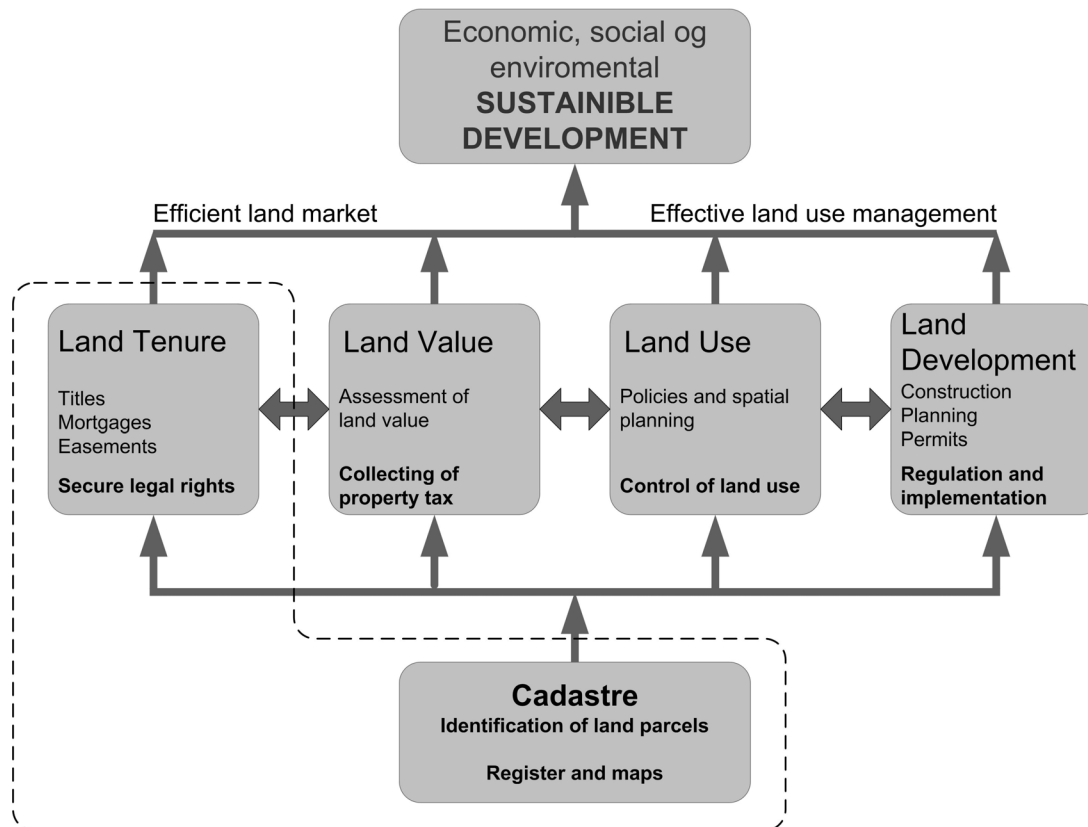 Economic, social og
enviromental
SUSTAINIBLE
DEVELOPMENT
Efficient land market
Effective land use management
Land Tenure
Titles
Mortgages
Easements
Secure legal rights
Land Value
Assessment of
land value
Collecting of
property tax
Land Use
Policies and spatial
planning
Control of land use
Land
Development
Construction
Planning
Permits
Regulation and
implementation
Cadastre
Identification of land parcels
Register and maps